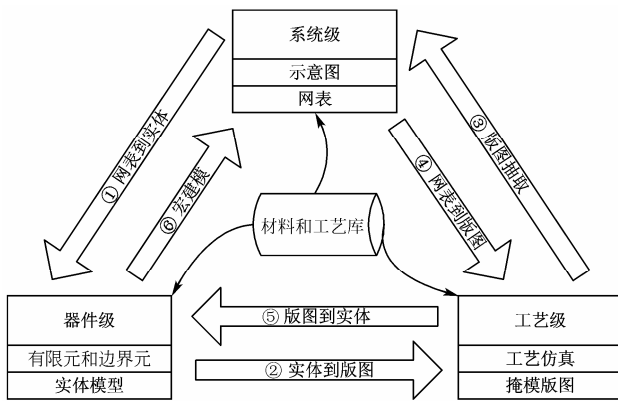 系统级
示意图
网表
① 网表到实体
⑥ 宏建模
③ 版图抽取
④ 网表到版图
材料和工艺库
器件级
有限元和边界元
实体模型
⑤ 版图到实体
② 实体到版图
工艺级
工艺仿真
掩模版图